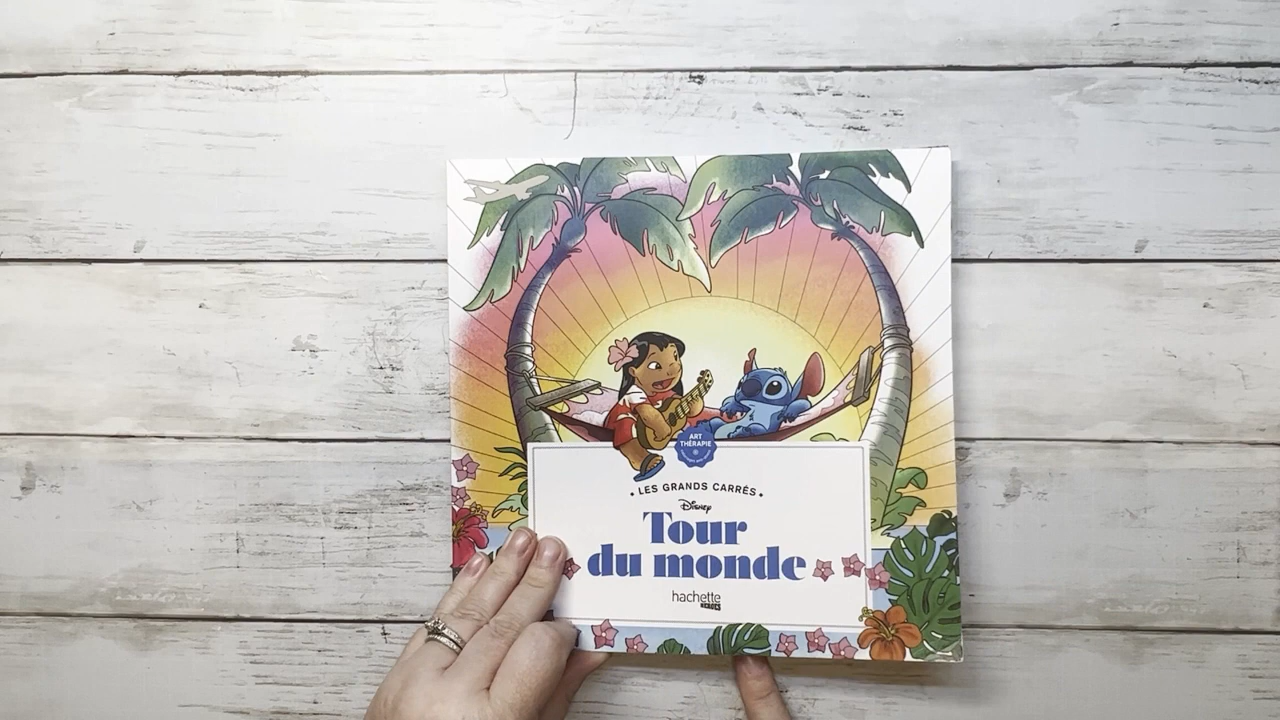 ART
THÉRAPIE
• LES GRANDS CARRÉS •
Disney
Tour
du monde
hachette